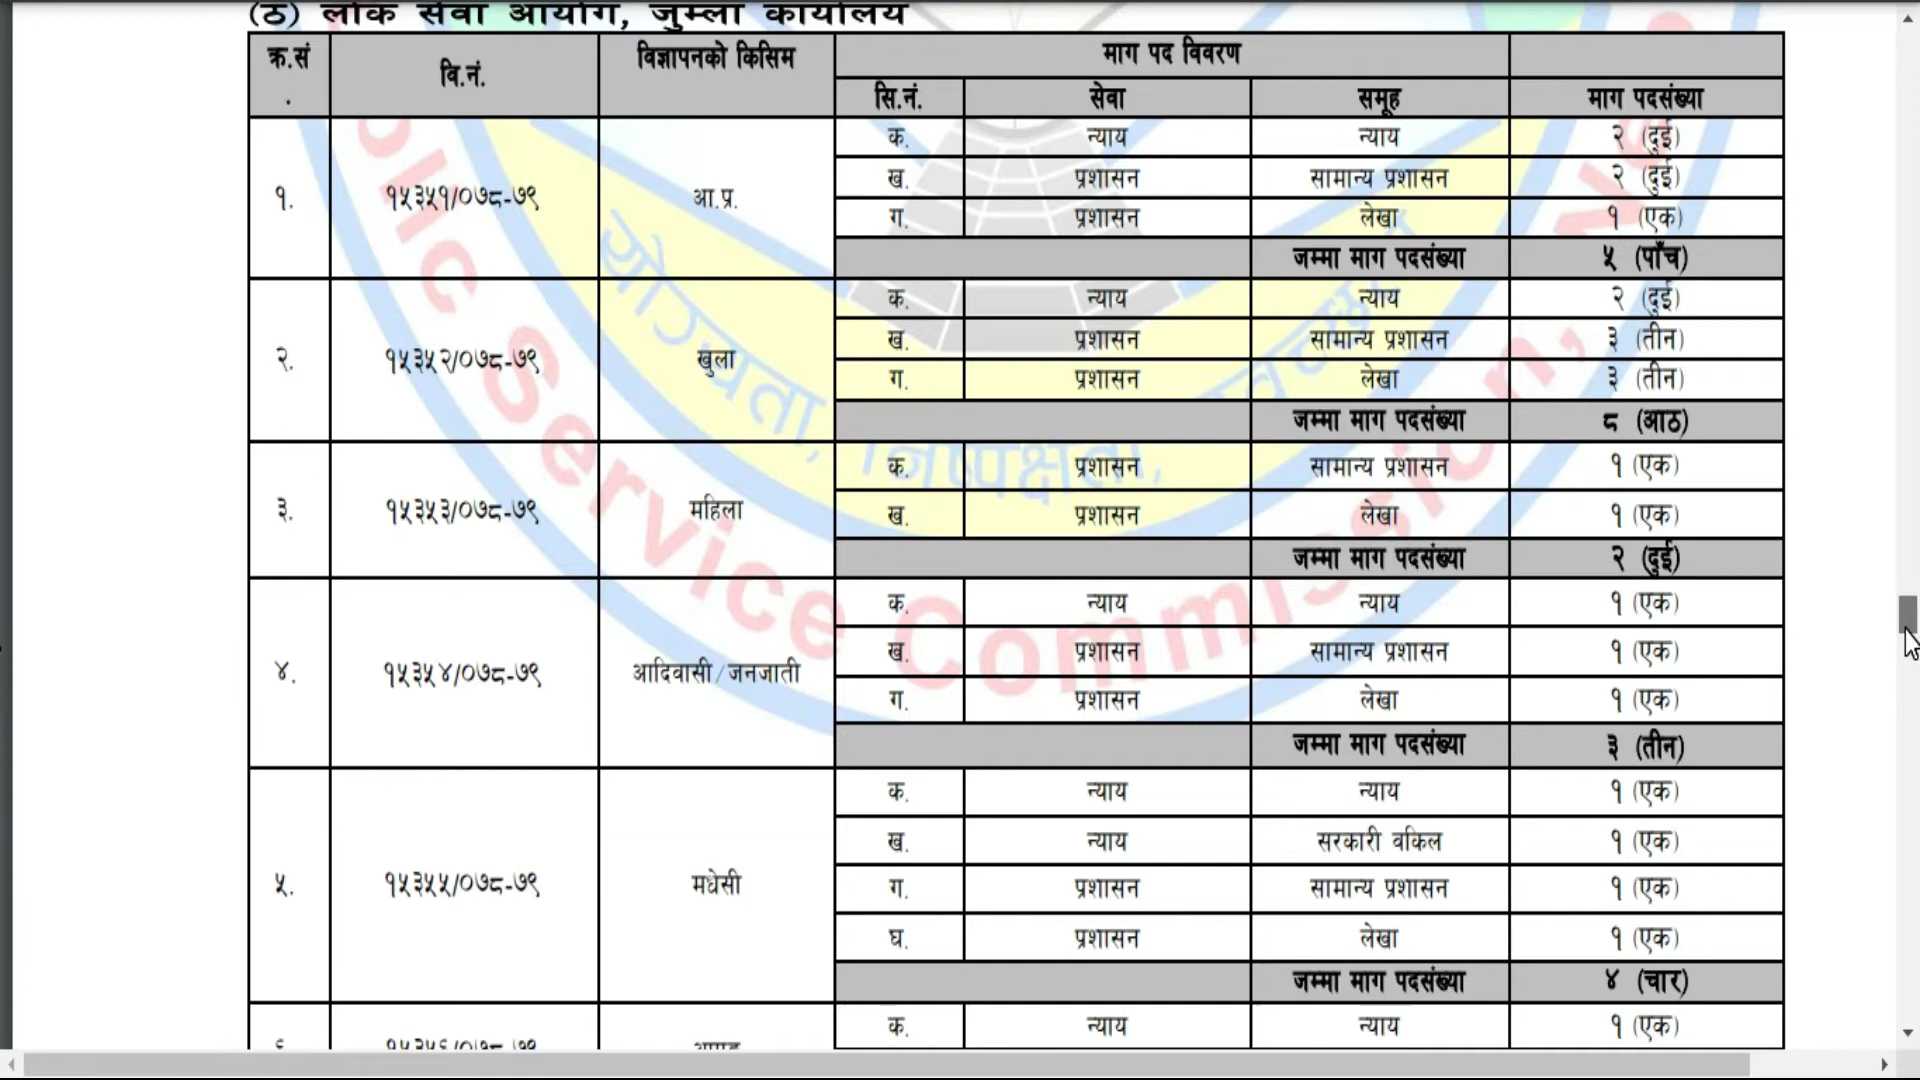 (ठ) लोक सेवा आयोग, जुम्ला कार्यालय
क्र.सं. वि.नं. विज्ञापनको किसिम माग पद विवरण
सि.नं. सेवा समूह माग पदसंख्या
१. १५३५१/०७८-७९ आ.प्र. क. न्याय न्याय २ (दुई)
ख. प्रशासन सामान्य प्रशासन २ (दुई)
ग. प्रशासन लेखा १ (एक)
जम्मा माग पदसंख्या ५ (पाँच)
२. १५३५२/०७८-७९ खुला क. न्याय न्याय २ (दुई)
ख. प्रशासन सामान्य प्रशासन ३ (तीन)
ग. प्रशासन लेखा ३ (तीन)
जम्मा माग पदसंख्या ८ (आठ)
३. १५३५३/०७८-७९ महिला क. प्रशासन सामान्य प्रशासन १ (एक)
ख. प्रशासन लेखा १ (एक)
जम्मा माग पदसंख्या २ (दुई)
४. १५३५४/०७८-७९ आदिवासी/जनजाती क. न्याय न्याय १ (एक)
ख. प्रशासन सामान्य प्रशासन १ (एक)
ग. प्रशासन लेखा १ (एक)
जम्मा माग पदसंख्या ३ (तीन)
५. १५३५५/०७८-७९ मधेसी क. न्याय न्याय १ (एक)
ख. न्याय सरकारी वकिल १ (एक)
ग. प्रशासन सामान्य प्रशासन १ (एक)
घ. प्रशासन लेखा १ (एक)
जम्मा माग पदसंख्या ४ (चार)
क. न्याय न्याय १ (एक)
योग्यता, निष्पक्षता,
Service Commission,